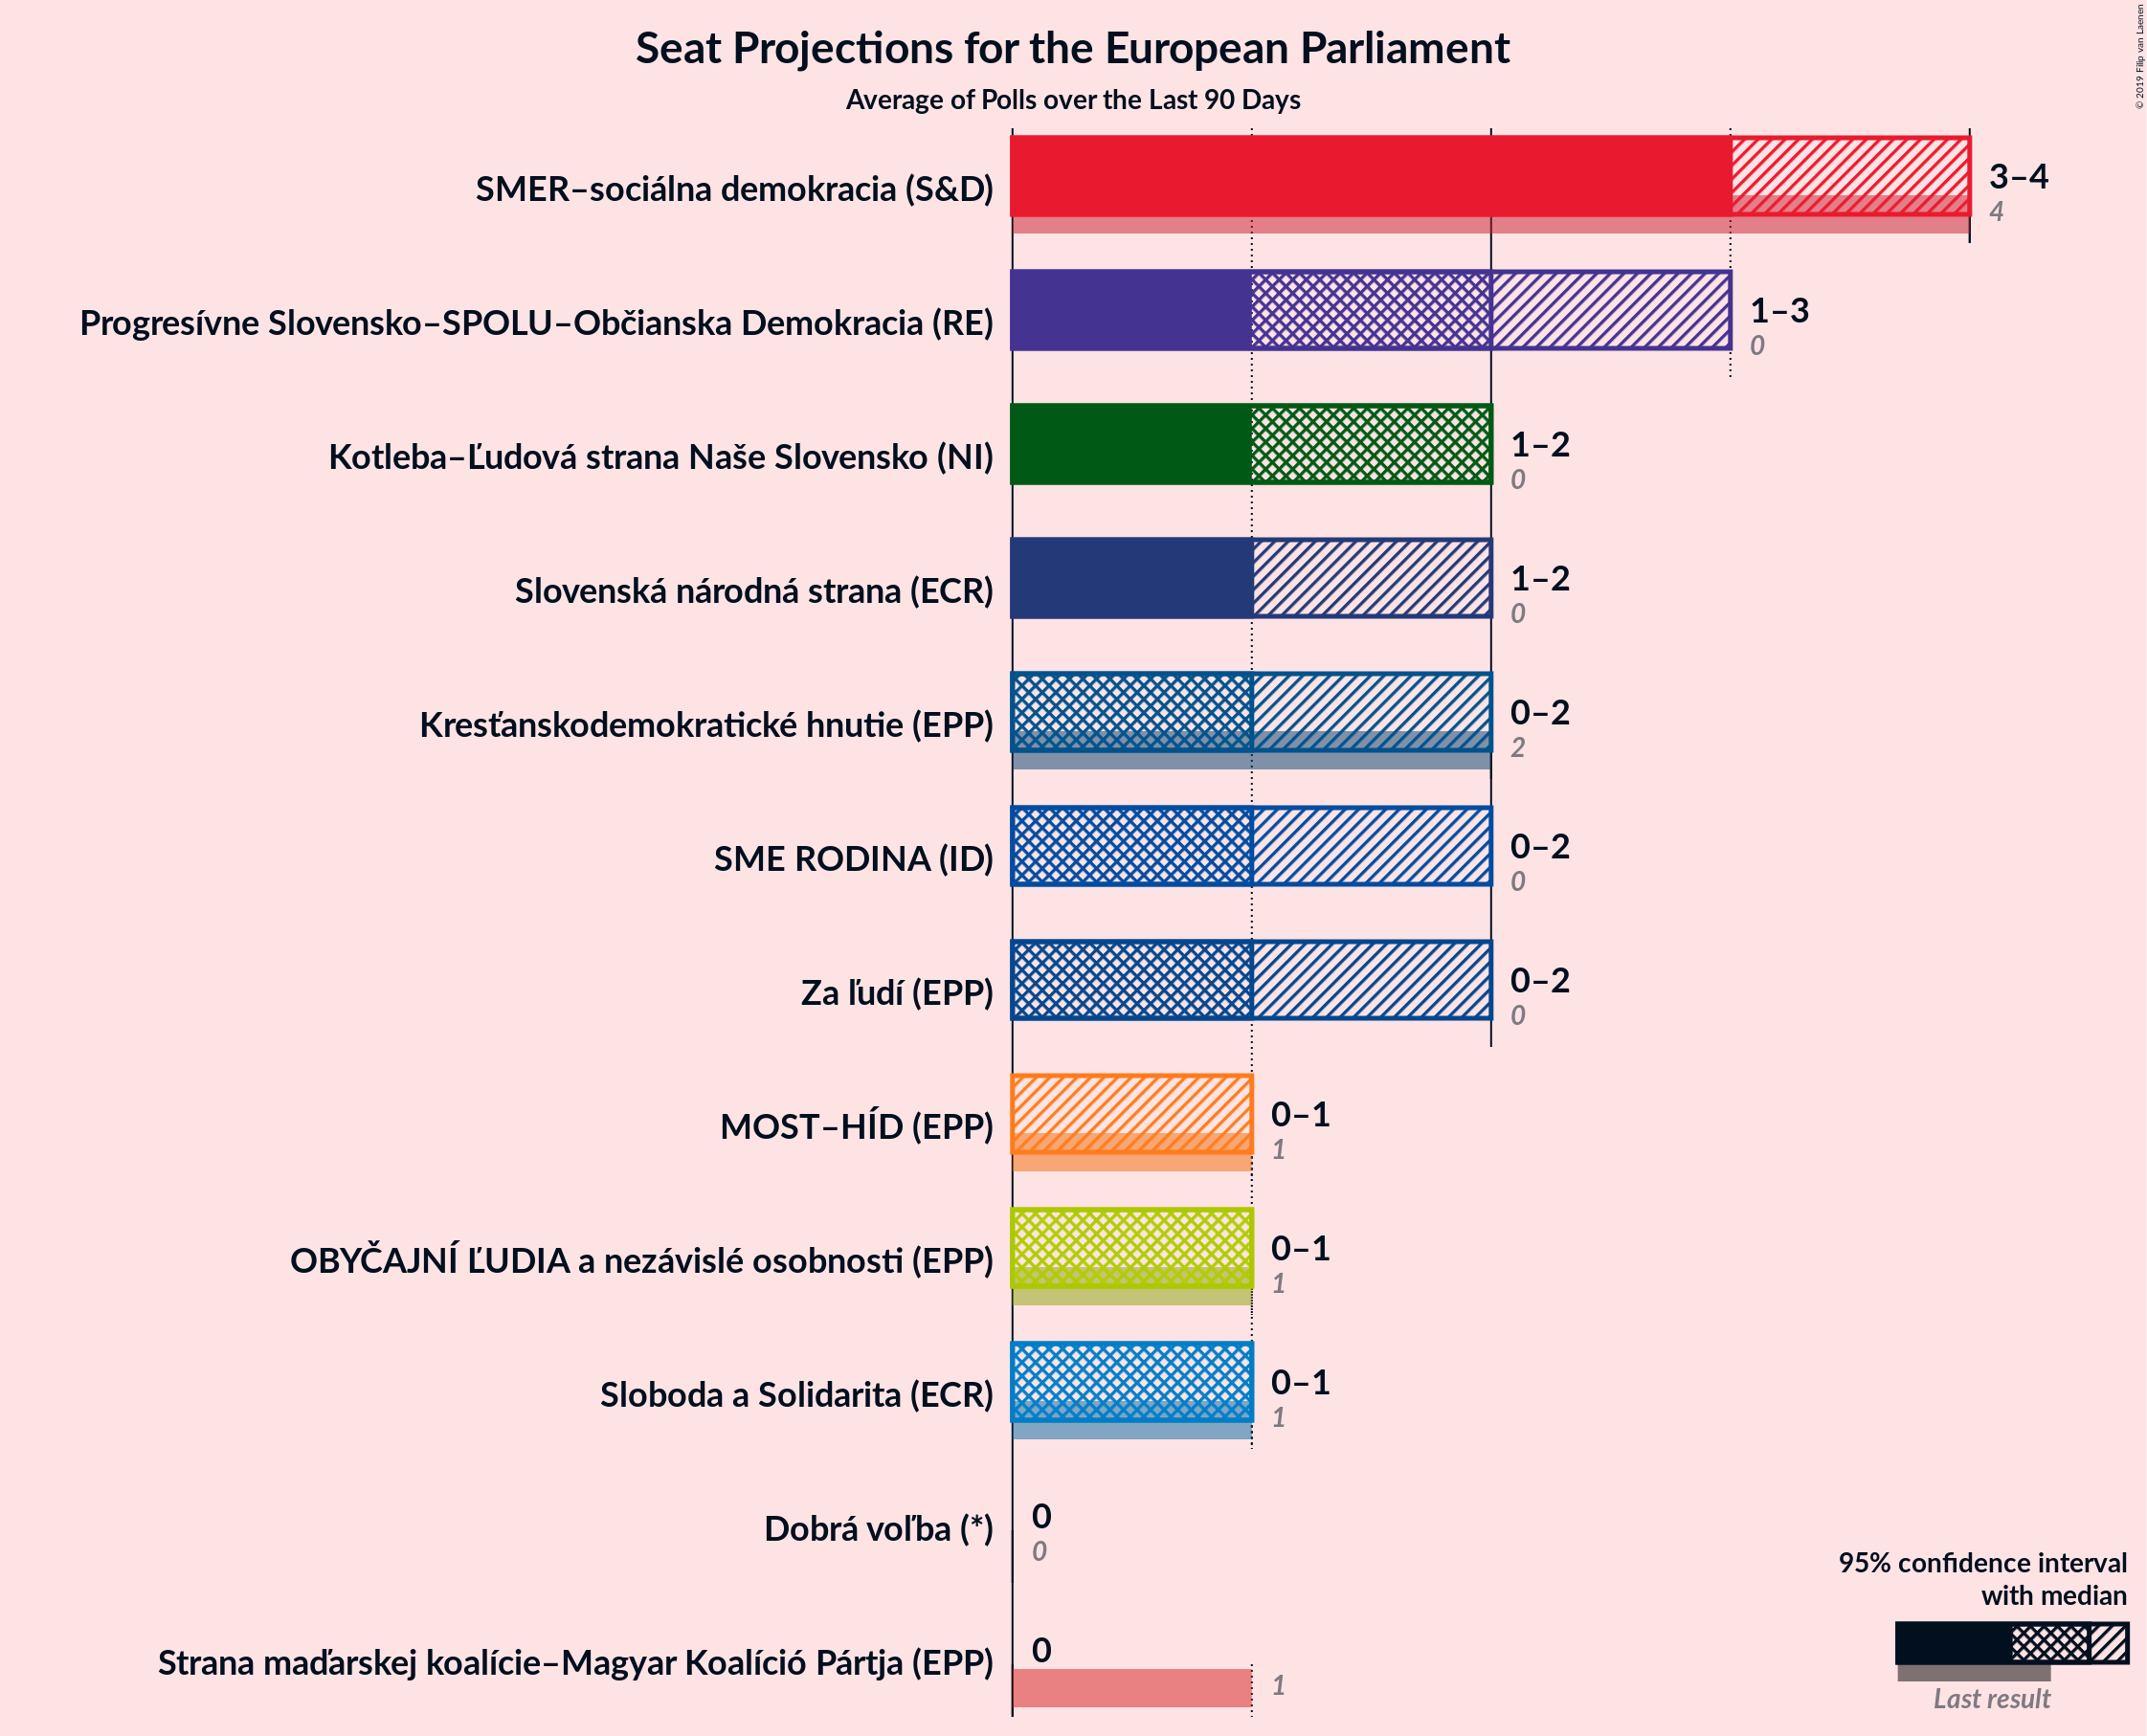 Seat Projections for the European Parliament
Average of Polls over the Last 90 Days
© 2019 Filip van Laenen
SMER–sociálna demokracia (S&D)
3–4
4
Progresívne Slovensko–SPOLU–Občianska Demokracia (RE)
1–3
0
Kotleba–Ľudová strana Naše Slovensko (NI)
1–2
0
Slovenská národná strana (ECR)
1–2
0
Kresťanskodemokratické hnutie (EPP)
0–2
2
SME RODINA (ID)
0–2
0
Za ľudí (EPP)
0–2
0
MOST–HÍD (EPP)
0–1
1
OBYČAJNÍ ĽUDIA a nezávislé osobnosti (EPP)
0–1
1
Sloboda a Solidarita (ECR)
0–1
1
Dobrá voľba (*)
0
0
Strana maďarskej koalície–Magyar Koalíció Pártja (EPP)
0
1
95% confidence interval
with median
Last result